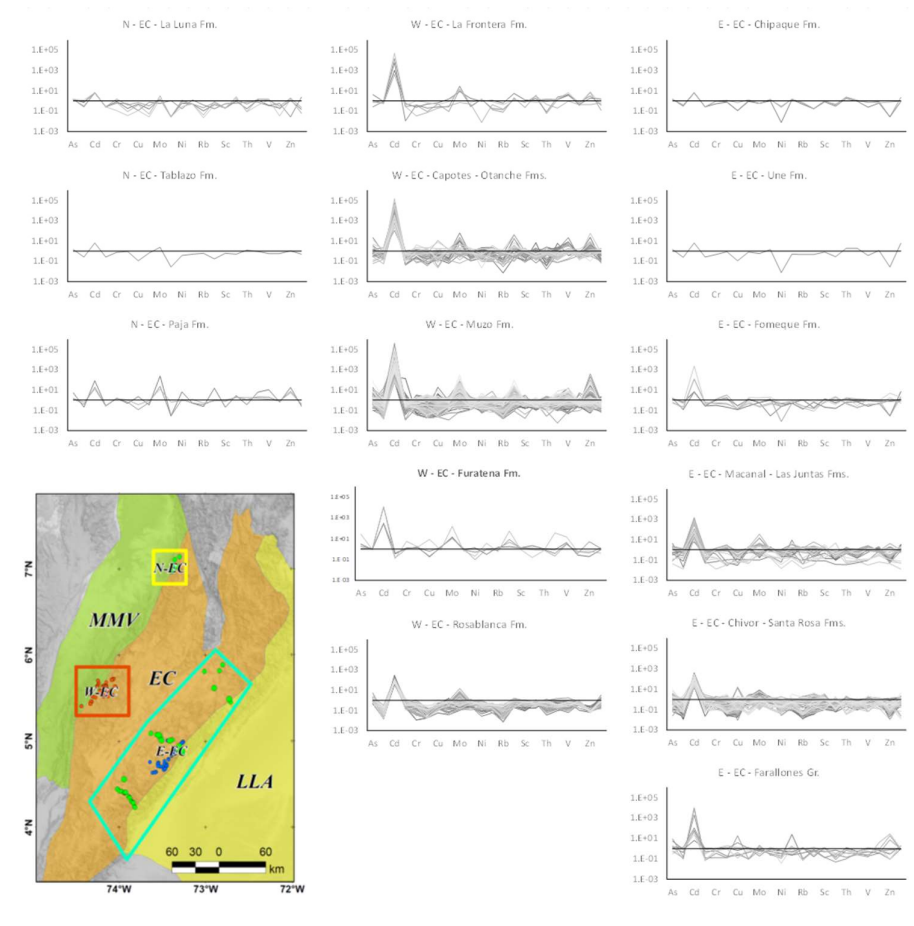 N - EC - La Luna Fm.
1.E+05
1.E+03
1.E+01
1.E-01
1.E-03
As Cd Cr Cu Mo Ni Rb Sc Th V Zn
W - EC - La Frontera Fm.
1.E+05
1.E+03
1.E+01
1.E-01
1.E-03
As Cd Cr Cu Mo Ni Rb Sc Th V Zn
E - EC - Chipaque Fm.
1.E+05
1.E+03
1.E+01
1.E-01
1.E-03
As Cd Cr Cu Mo Ni Rb Sc Th V Zn
N - EC - Tablazo Fm.
1.E+05
1.E+03
1.E+01
1.E-01
1.E-03
As Cd Cr Cu Mo Ni Rb Sc Th V Zn
W - EC - Capotes - Otanche Fms.
1.E+05
1.E+03
1.E+01
1.E-01
1.E-03
As Cd Cr Cu Mo Ni Rb Sc Th V Zn
E - EC - Une Fm.
1.E+05
1.E+03
1.E+01
1.E-01
1.E-03
As Cd Cr Cu Mo Ni Rb Sc Th V Zn
N - EC - Paja Fm.
1.E+05
1.E+03
1.E+01
1.E-01
1.E-03
As Cd Cr Cu Mo Ni Rb Sc Th V Zn
W - EC - Muzo Fm.
1.E+05
1.E+03
1.E+01
1.E-01
1.E-03
As Cd Cr Cu Mo Ni Rb Sc Th V Zn
E - EC - Fomeque Fm.
1.E+05
1.E+03
1.E+01
1.E-01
1.E-03
As Cd Cr Cu Mo Ni Rb Sc Th V Zn
W - EC - Furatena Fm.
1.E+05
1.E+03
1.E+01
1.E-01
1.E-03
As Cd Cr Cu Mo Ni Rb Sc Th V Zn
E - EC - Macanal - Las Juntas Fms.
1.E+05
1.E+03
1.E+01
1.E-01
1.E-03
As Cd Cr Cu Mo Ni Rb Sc Th V Zn
W - EC - Rosablanca Fm.
1.E+05
1.E+03
1.E+01
1.E-01
1.E-03
As Cd Cr Cu Mo Ni Rb Sc Th V Zn
E - EC - Chivor - Santa Rosa Fms.
1.E+05
1.E+03
1.E+01
1.E-01
1.E-03
As Cd Cr Cu Mo Ni Rb Sc Th V Zn
E - EC - Farallones Gr.
1.E+05
1.E+03
1.E+01
1.E-01
1.E-03
As Cd Cr Cu Mo Ni Rb Sc Th V Zn
7°N
6°N
5°N
4°N
N-EC
MMV
EC
W-EC
E-EC
LLA
60 30 0 60
km
74°W 73°W 72°W